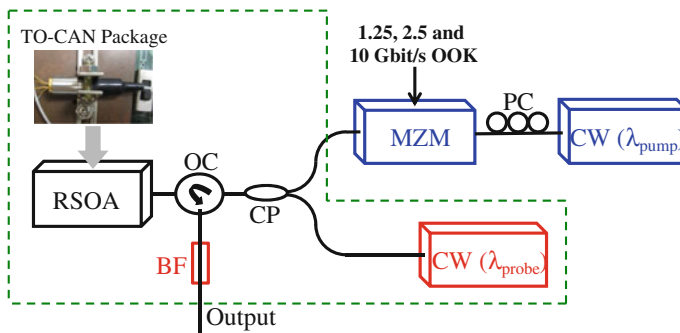 TO-CAN Package
1.25, 2.5 and
10 Gbit/s OOK
PC
MZM
CW (λpump)
OC
RSOA
CP
CW (λprobe)
BF
Output